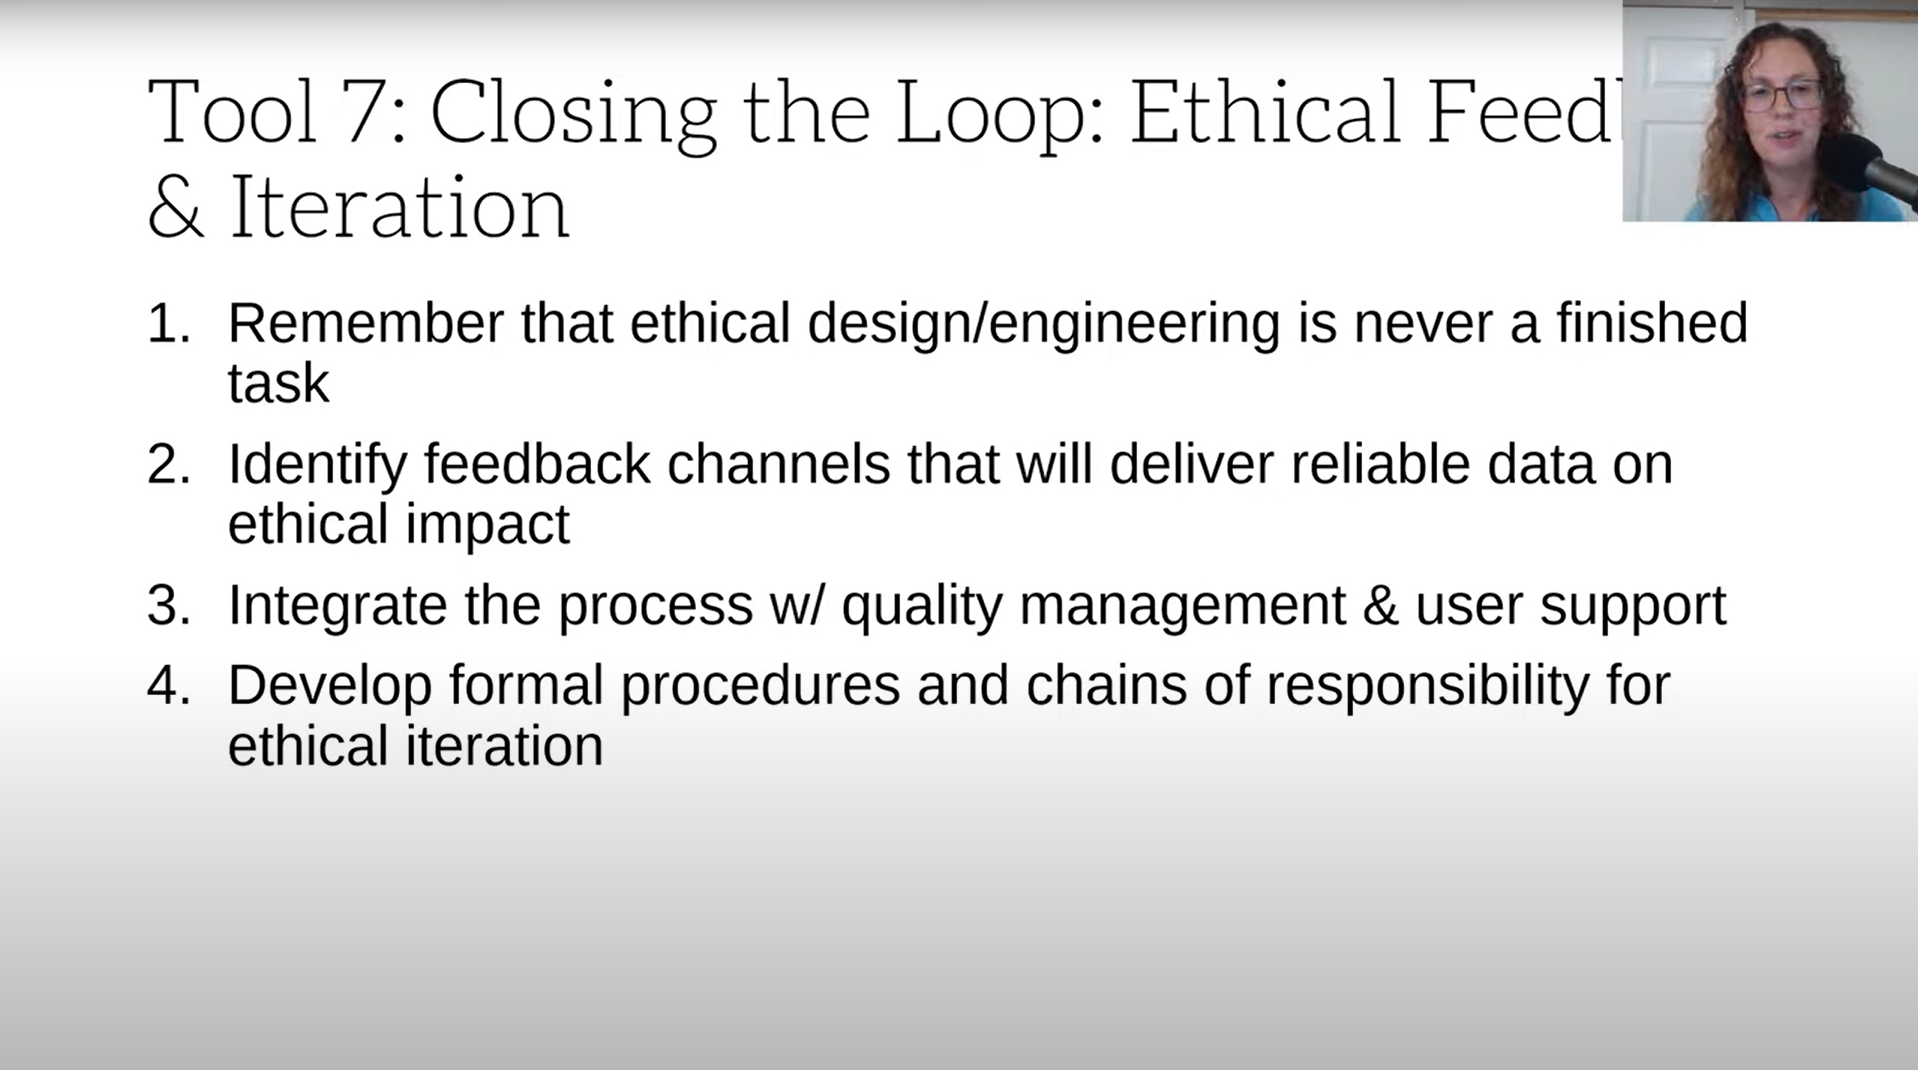 Tool 7: Closing the Loop: Ethical
& Iteration
1. Remember that ethical design/engineering is never a finished
task
2. Identify feedback channels that will deliver reliable data on
ethical impact
3. Integrate the process w/ quality management & user support
4. Develop formal procedures and chains of responsibility for
ethical iteration